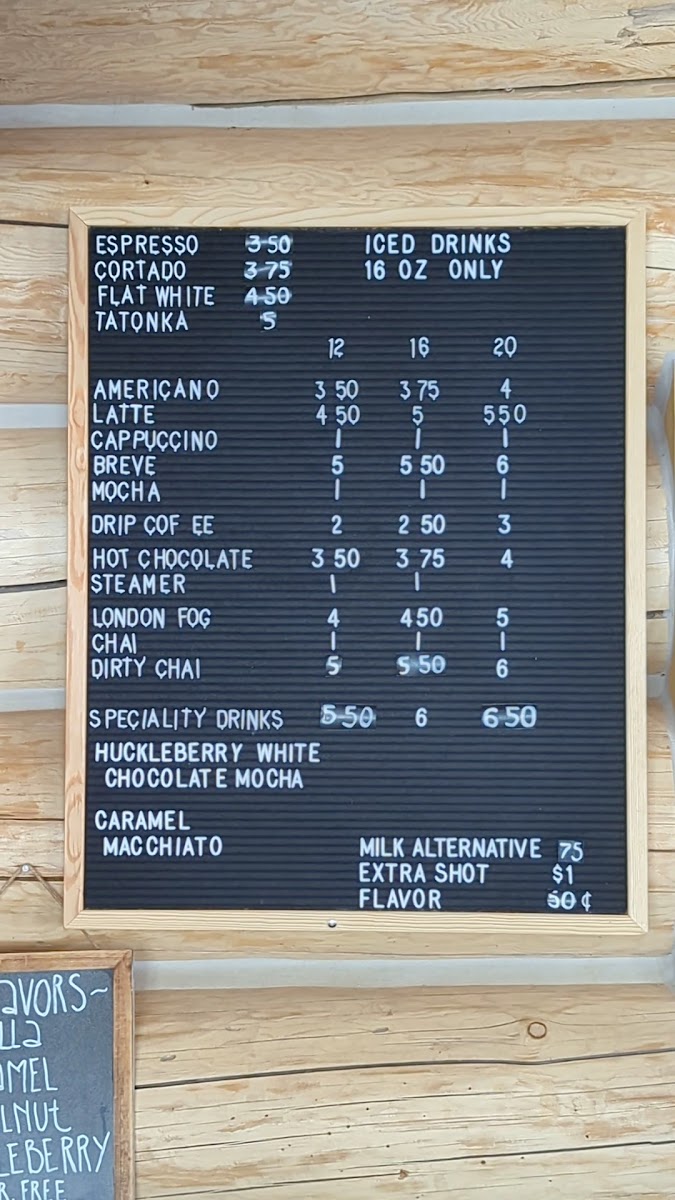 ESPRESSO 3 50 ICED DRINKS
CORTADO 3 75 16 OZ ONLY
FLAT WHITE 4 50
TATONKA 5
12 16 20
AMERICANO 3 50 3 75 4
LATTE 4 50 5 5 50
CAPPUCCINO | | |
BREVE 5 5 50 6
MOCHA | | |
DRIP COF EE 2 2 50 3
HOT CHOCOLATE 3 50 3 75 4
STEAMER | |
LONDON FOG 4 4 50 5
CHAI | | |
DIRTY CHAI 5 5 50 6
SPECIALITY DRINKS 5 50 6 6 50
HUCKLEBERRY WHITE
CHOCOLATE MOCHA
CARAMEL
MACCHIATO MILK ALTERNATIVE 75
EXTRA SHOT $1
FLAVOR 50 ¢
AVORS~
LLa
AMEL
LNUT
LEBERRY
R FREE